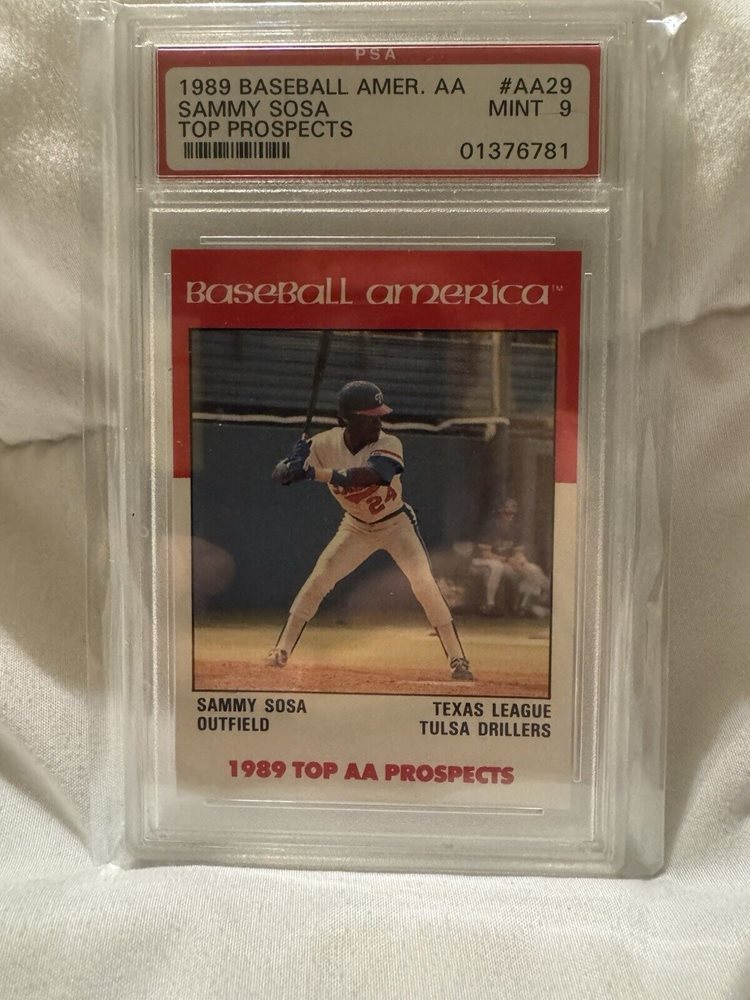 PSA
1989 BASEBALL AMER. AA #AA29
SAMMY SOSA MINT 9
TOP PROSPECTS
01376781
Baseball america™
24
SAMMY SOSA TEXAS LEAGUE
OUTFIELD TULSA DRILLERS
1989 TOP AA PROSPECTS